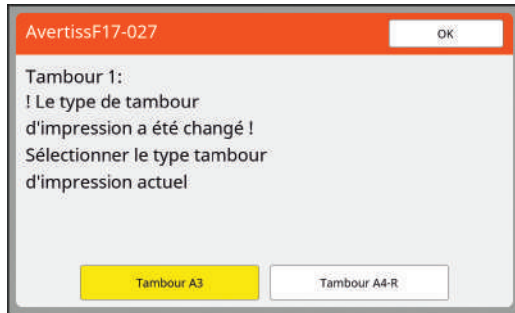 AvertissF17-027
OK
Tambour 1:
! Le type de tambour
d'impression a été changé !
Sélectionner le type tambour
d'impression actuel
Tambour A3
Tambour A4-R